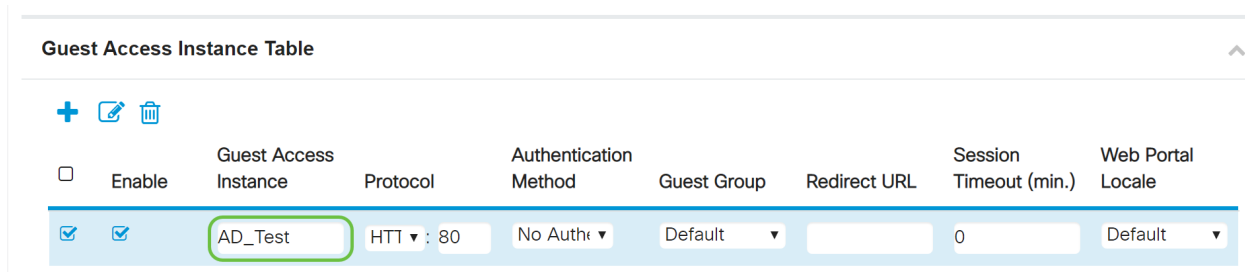 Guest Access Instance Table
Guest Access Authentication Session Web Portal
Enable Instance Protocol Method Guest Group Redirect URL Timeout (min.) Locale
AD_Test HTT : 80 No Authe Default 0 Default